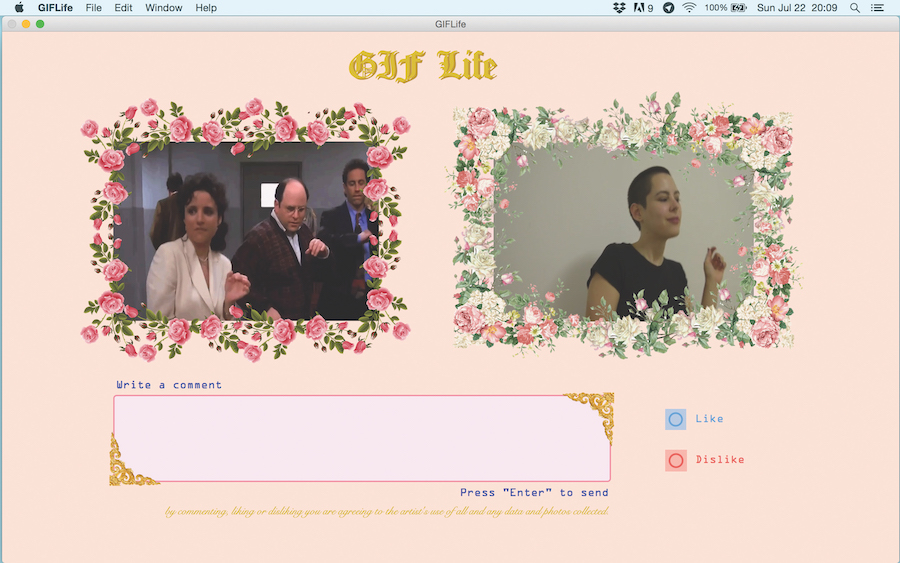 GIFLife File Edit Window Help 9 100% Sun Jul 22 20:09
GIFLife
GIF Life
Write a comment
Like
Dislike
Press "Enter" to send
by commenting, liking or disliking you are agreeing to the artist's use of all and any data and photos collected.